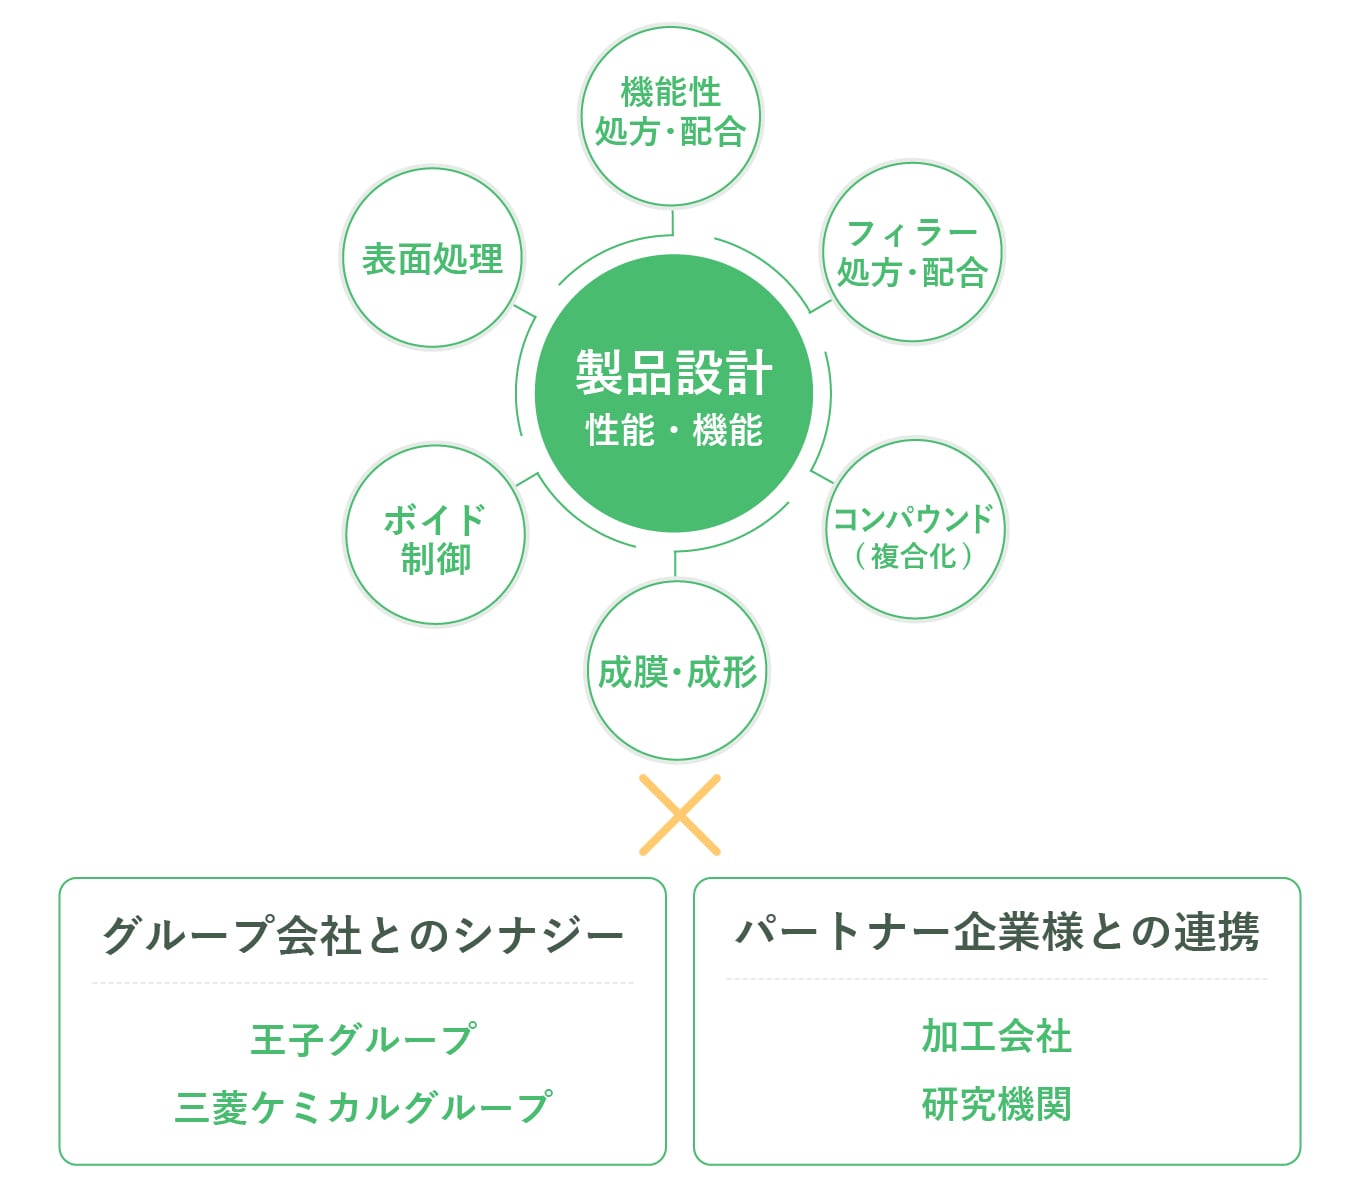 機能性
処方・配合
フィラー
処方・配合
表面処理
製品設計
性能・機能
ボイド
制御
コンパウンド
（複合化）
成膜・成形
グループ会社とのシナジー
王子グループ
三菱ケミカルグループ
パートナー企業様との連携
加工会社
研究機関